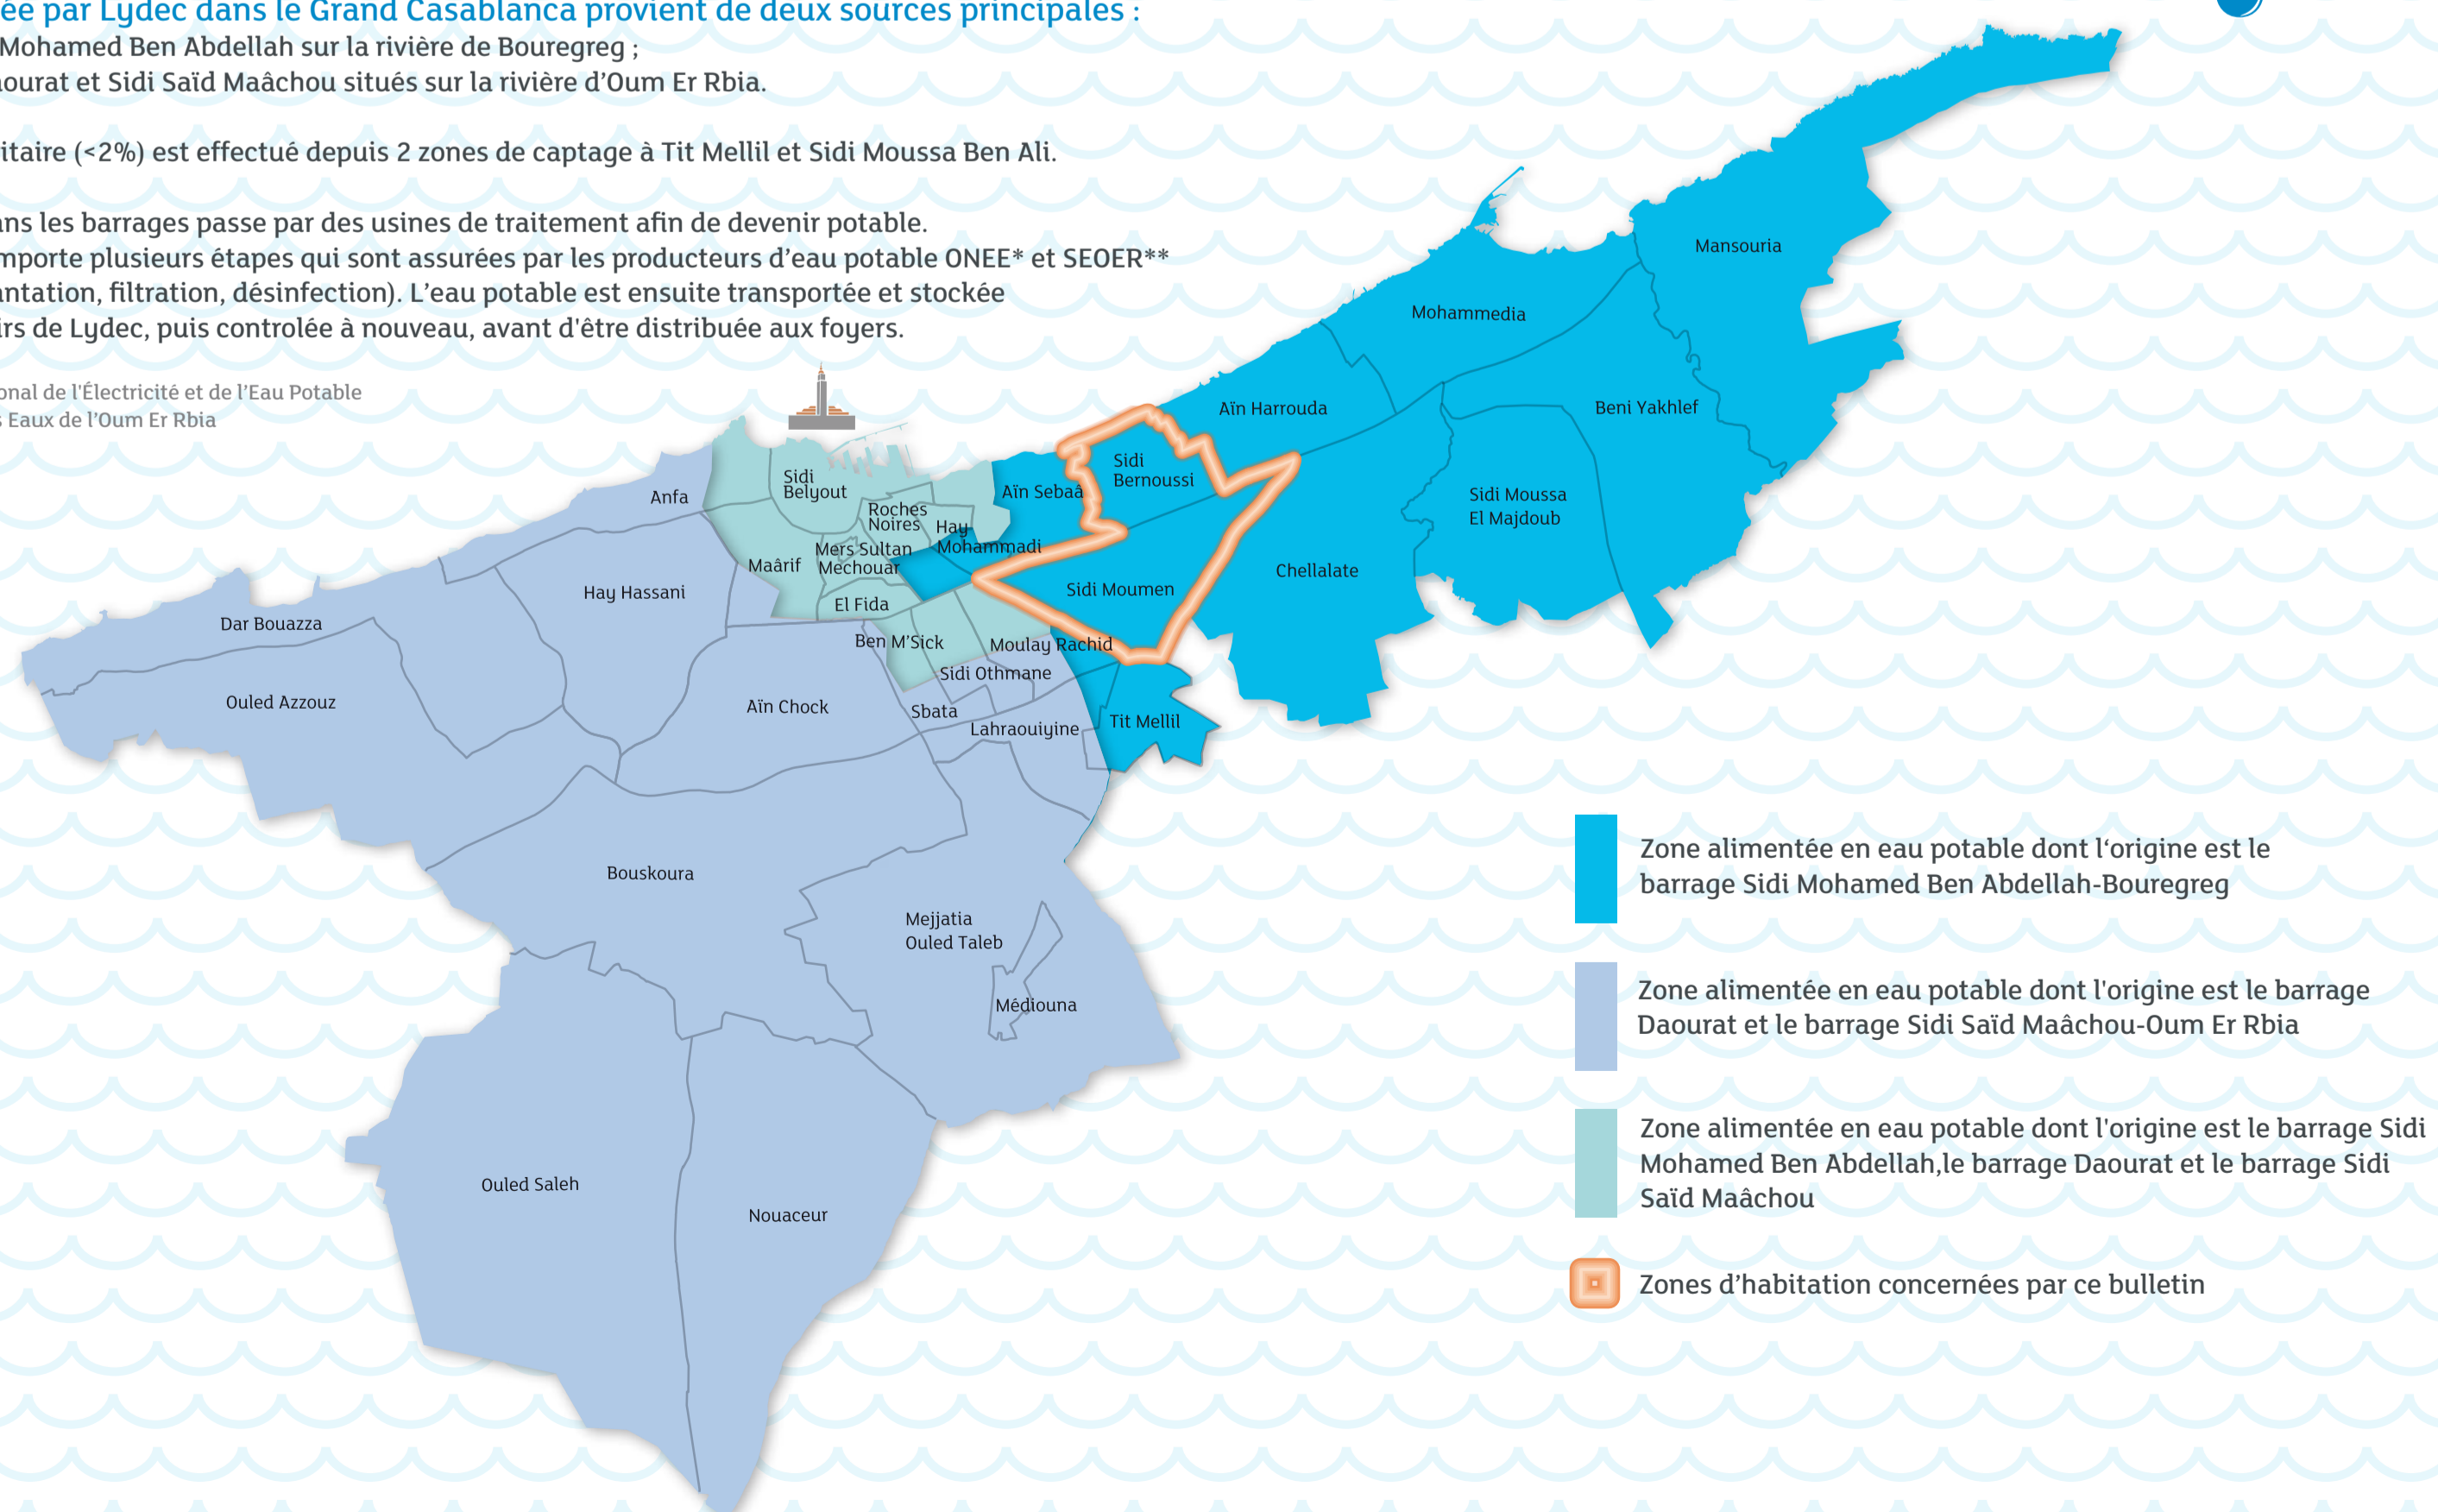 ée par Lydec dans le Grand Casablanca provient de deux sources principales :
Mohamed Ben Abdellah sur la rivière de Bouregreg ;
ourat et Sidi Saïd Maâchou situés sur la rivière d’Oum Er Rbia.
itaire (<2%) est effectué depuis 2 zones de captage à Tit Mellil et Sidi Moussa Ben Ali.
ns les barrages passe par des usines de traitement afin de devenir potable.
mporte plusieurs étapes qui sont assurées par les producteurs d’eau potable ONEE* et SEOER**
ntation, filtration, désinfection). L’eau potable est ensuite transportée et stockée
irs de Lydec, puis controlée à nouveau, avant d'être distribuée aux foyers.
onal de l'Électricité et de l’Eau Potable
s Eaux de l’Oum Er Rbia
Mansouria
Mohammedia
Aïn Harrouda
Beni Yakhlef
Sidi
Bernoussi
Sidi
Belyout
Anfa
Aïn Sebaâ
Sidi Moussa
El Majdoub
Roches
Noires
Hay
Mohammadi
Mers Sultan
Mechouar
Maârif
Chellalate
Hay Hassani
Sidi Moumen
El Fida
Dar Bouazza
Ben M’Sick
Moulay Rachid
Sidi Othmane
Ouled Azzouz
Aïn Chock
Sbata
Tit Mellil
Lahraouiyine
Bouskoura
Mejjatia
Ouled Taleb
Médiouna
Ouled Saleh
Nouaceur
Zone alimentée en eau potable dont l‘origine est le
barrage Sidi Mohamed Ben Abdellah-Bouregreg
Zone alimentée en eau potable dont l'origine est le barrage
Daourat et le barrage Sidi Saïd Maâchou-Oum Er Rbia
Zone alimentée en eau potable dont l'origine est le barrage Sidi
Mohamed Ben Abdellah,le barrage Daourat et le barrage Sidi
Saïd Maâchou
Zones d’habitation concernées par ce bulletin